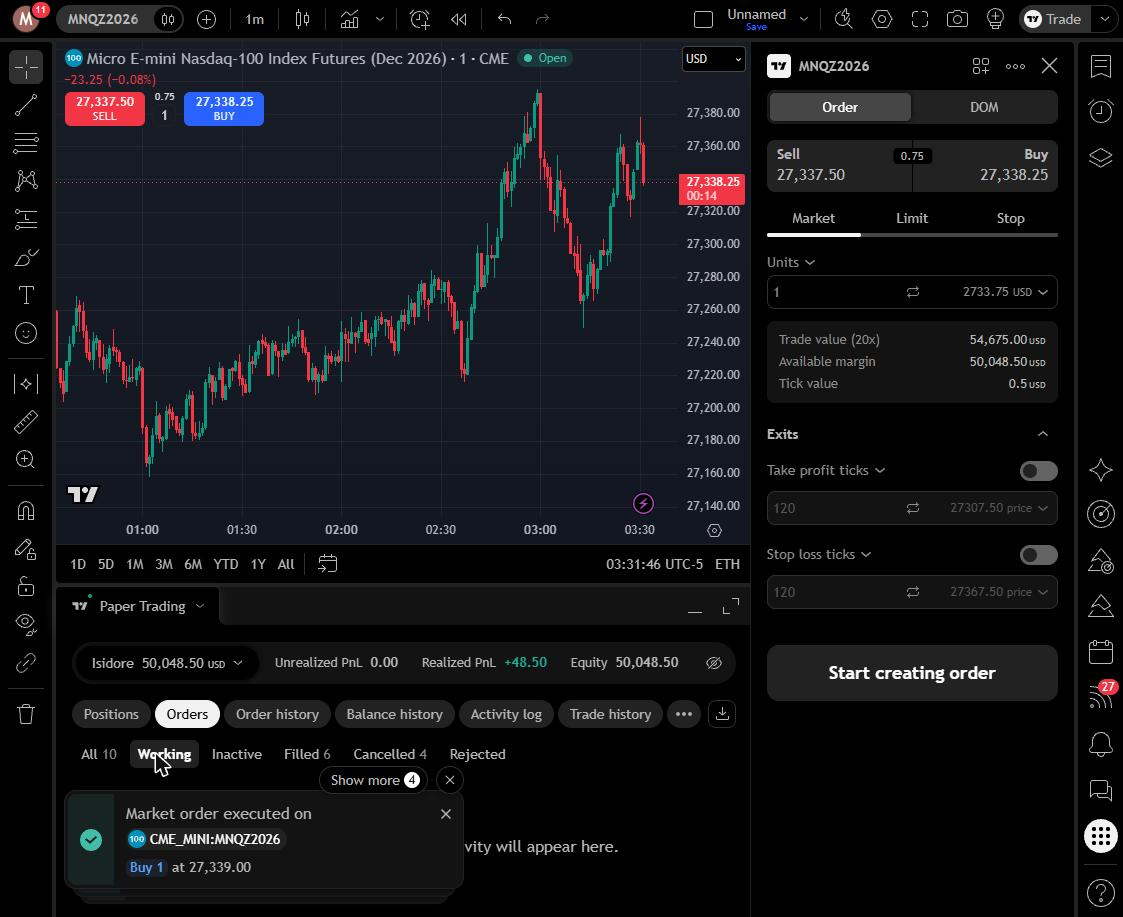 M 11 MNQZ2026 1m Unnamed Save Trade
100 Micro E-mini Nasdaq-100 Index Futures (Dec 2026) · 1 · CME Open
USD
−23.25 (−0.08%)
27,337.50 SELL
0.75
1
27,338.25 BUY
27,380.00
27,360.00
27,338.25
00:14
27,320.00
27,300.00
27,280.00
27,260.00
27,240.00
27,220.00
27,200.00
27,180.00
27,160.00
27,140.00
01:00 01:30 02:00 02:30 03:00 03:30
1D 5D 1M 3M 6M YTD 1Y All 03:31:46 UTC-5 ETH
Paper Trading
Isidore 50,048.50 USD Unrealized PnL 0.00 Realized PnL +48.50 Equity 50,048.50
Positions Orders Order history Balance history Activity log Trade history
All 10 Working Inactive Filled 6 Cancelled 4 Rejected
Show more 4
Market order executed on
100 CME_MINI:MNQZ2026
Buy 1 at 27,339.00
vity will appear here.
MNQZ2026
Order DOM
Sell 0.75 Buy
27,337.50 27,338.25
Market Limit Stop
Units
1 2733.75 USD
Trade value (20x) 54,675.00 USD
Available margin 50,048.50 USD
Tick value 0.5 USD
Exits
Take profit ticks
120 27307.50 price
Stop loss ticks
120 27367.50 price
Start creating order
27